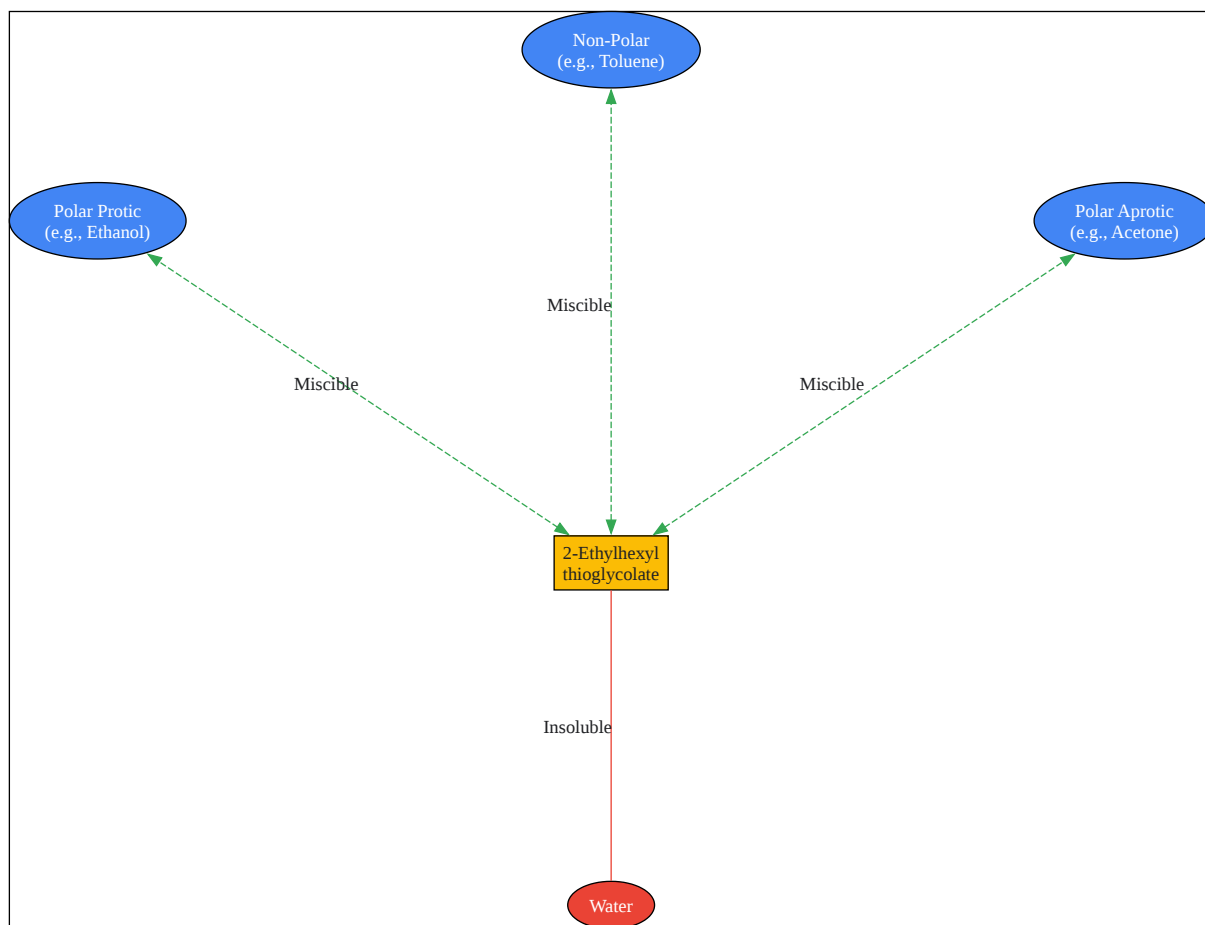 Non-Polar
(e.g., Toluene)
Polar Protic
(e.g., Ethanol)
Polar Aprotic
(e.g., Acetone)
Miscible
Miscible
Miscible
2-Ethylhexyl
thioglycolate
Insoluble
Water